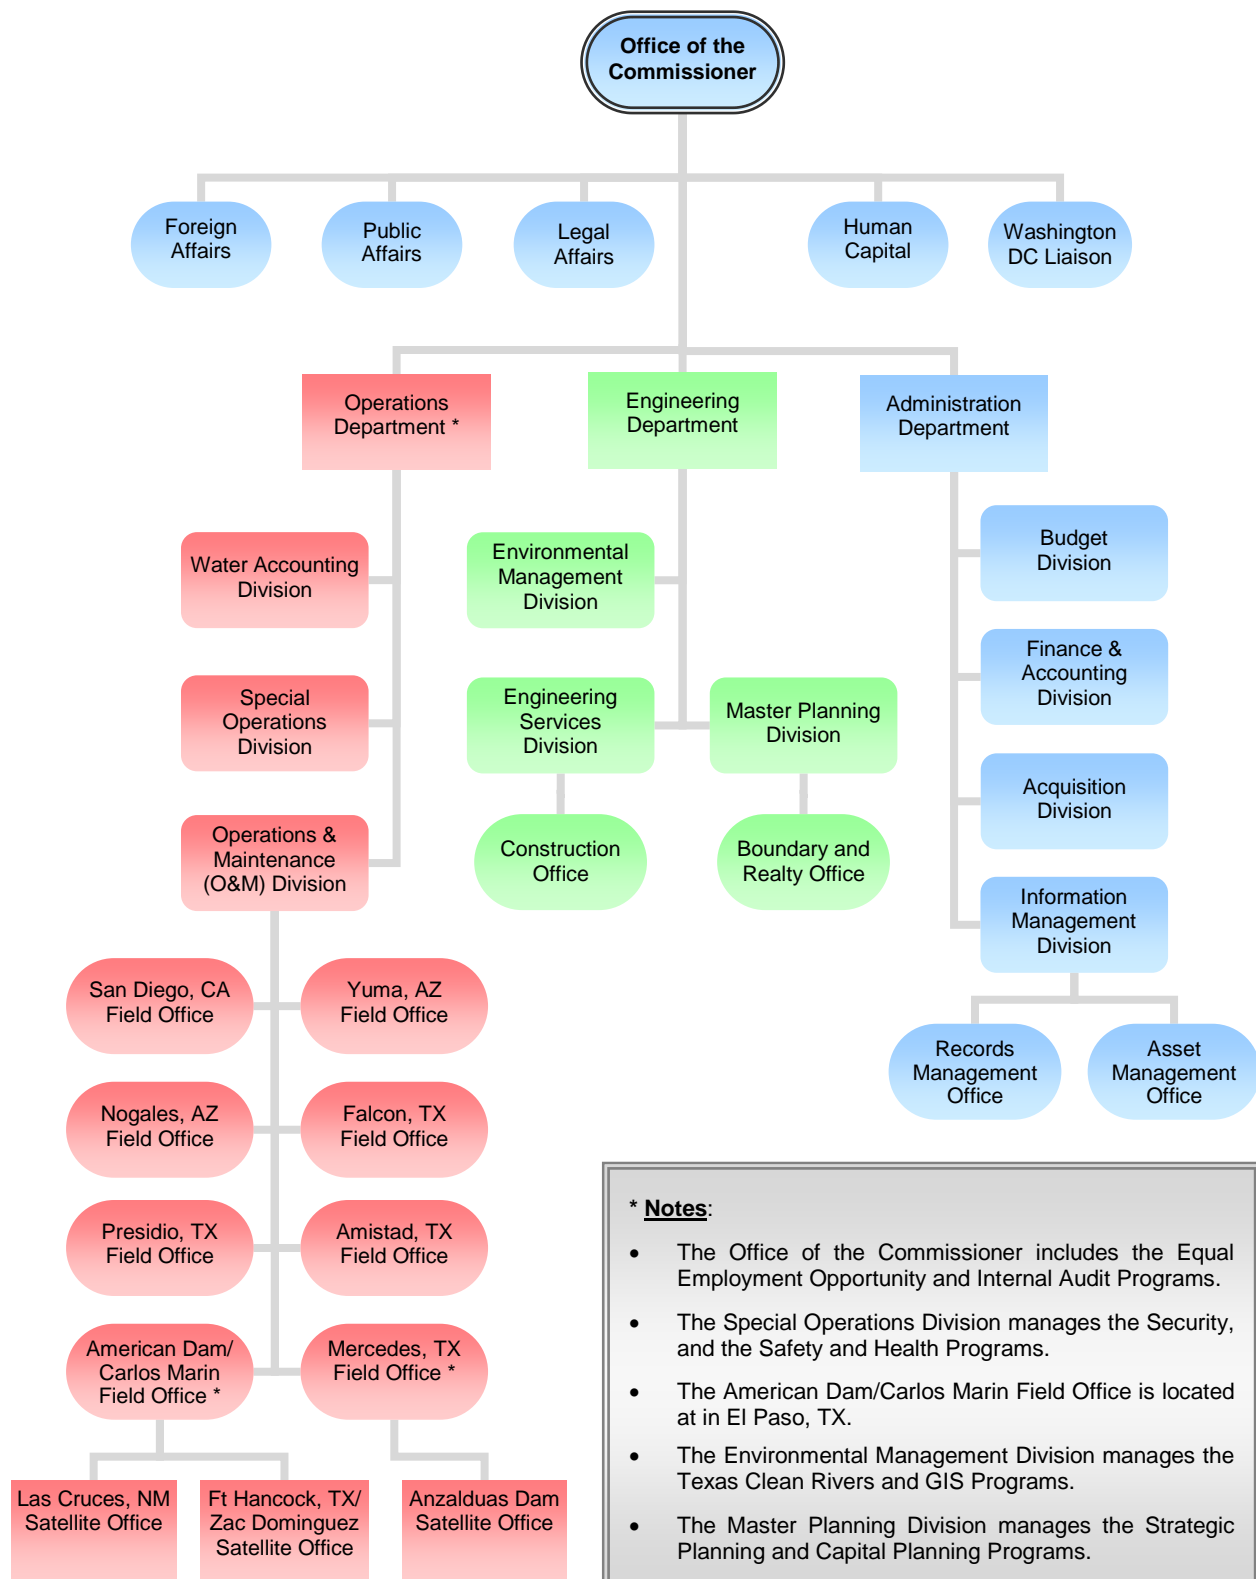 Office of the
Commissioner
Foreign
Affairs
Public
Affairs
Legal
Affairs
Human
Capital
Washington
DC Liaison
Operations
Department *
Engineering
Department
Administration
Department
Water Accounting
Division
Environmental
Management
Division
Budget
Division
Special
Operations
Division
Engineering
Services
Division
Master Planning
Division
Finance &
Accounting
Division
Acquisition
Division
Operations &
Maintenance
(O&M) Division
Construction
Office
Boundary and
Realty Office
Information
Management
Division
San Diego, CA
Field Office
Yuma, AZ
Field Office
Records
Management
Office
Asset
Management
Office
Nogales, AZ
Field Office
Falcon, TX
Field Office
Presidio, TX
Field Office
Amistad, TX
Field Office
American Dam/
Carlos Marin
Field Office *
Mercedes, TX
Field Office *
Las Cruces, NM
Satellite Office
Ft Hancock, TX/
Zac Dominguez
Satellite Office
Anzalduas Dam
Satellite Office
* Notes:
• The Office of the Commissioner includes the Equal
Employment Opportunity and Internal Audit Programs.
• The Special Operations Division manages the Security,
and the Safety and Health Programs.
• The American Dam/Carlos Marin Field Office is located
at in El Paso, TX.
• The Environmental Management Division manages the
Texas Clean Rivers and GIS Programs.
• The Master Planning Division manages the Strategic
Planning and Capital Planning Programs.